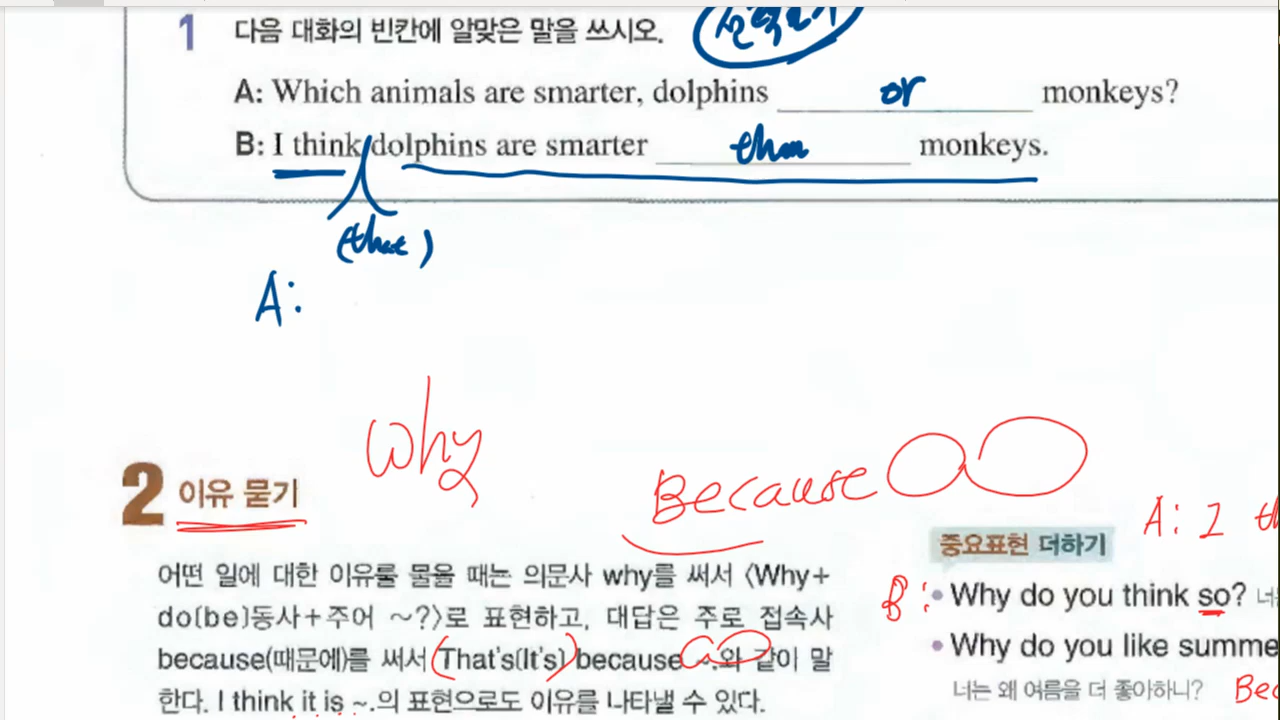 1 다음 대화의 빈칸에 알맞은 말을 쓰시오.
A: Which animals are smarter, dolphins or monkeys?
B: I think dolphins are smarter than monkeys.
(that)
A:
Why
Because
2 이유 묻기
A: I th
중요표현 더하기
어떤 일에 대한 이유를 물을 때는 의문사 why를 써서 〈Why+
do(be)동사+주어 ~?〉로 표현하고, 대답은 주로 접속사
because(때문에)를 써서 That's(It's) because ~.와 같이 말
한다. I think it is ~.의 표현으로도 이유를 나타낼 수 있다.
B: • Why do you think so? 너는
• Why do you like summe
너는 왜 여름을 더 좋아하니? Bec